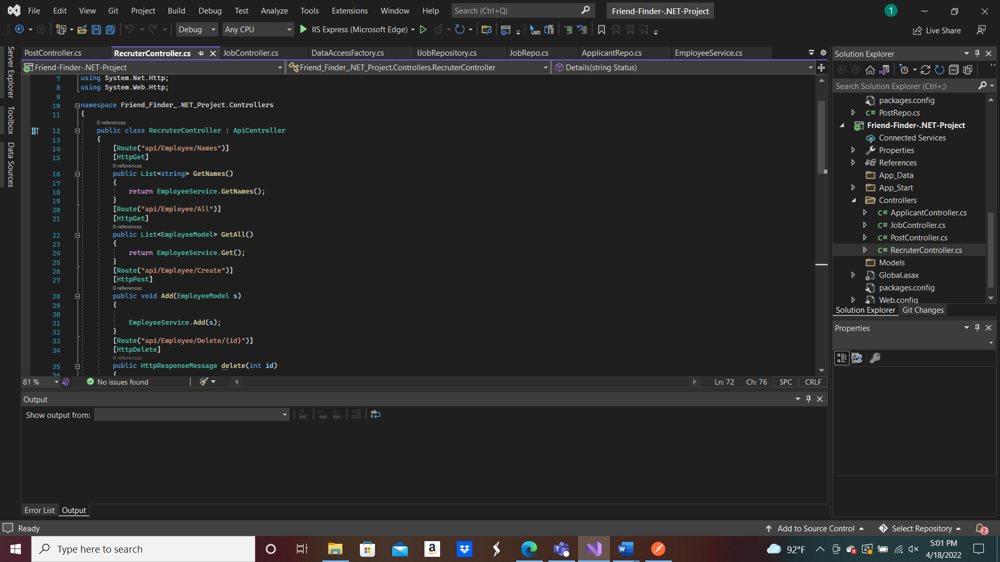 File Edit View Git Project Build Debug Test Analyze Tools Extensions Window Help Search (Ctrl+Q) Friend-Finder-.NET-Project 1
Debug Any CPU IIS Express (Microsoft Edge) Live Share
Server Explorer
Toolbox
Data Sources
PostController.cs RecruterController.cs JobController.cs DataAccessFactory.cs IJobRepository.cs JobRepo.cs ApplicantRepo.cs EmployeeService.cs
Friend-Finder-.NET-Project Friend_Finder_.NET_Project.Controllers.RecruterController Details(string Status)
7 using System.Net.Http;
8 using System.Web.Http;
9
10 namespace Friend_Finder_.NET_Project.Controllers
11 {
0 references
12 public class RecruterController : ApiController
13 {
14 [Route("api/Employee/Names")]
15 [HttpGet]
0 references
16 public List<string> GetNames()
17 {
18 return EmployeeService.GetNames();
19 }
20 [Route("api/Employee/All")]
21 [HttpGet]
0 references
22 public List<EmployeeModel> GetAll()
23 {
24 return EmployeeService.Get();
25 }
26 [Route("api/Employee/Create")]
27 [HttpPost]
0 references
28 public void Add(EmployeeModel s)
29 {
30
31 EmployeeService.Add(s);
32 }
33 [Route("api/Employee/Delete/{id}")]
34 [HttpDelete]
0 references
35 public HttpResponseMessage delete(int id)
36 {
81 % No issues found Ln: 72 Ch: 76 SPC CRLF
Output
Show output from:
Error List Output
Solution Explorer
Search Solution Explorer (Ctrl+;)
packages.config
C# PostRepo.cs
Friend-Finder-.NET-Project
Connected Services
Properties
References
App_Data
App_Start
Controllers
C# ApplicantController.cs
C# JobController.cs
C# PostController.cs
C# RecruterController.cs
Models
Global.asax
packages.config
Web.config
Solution Explorer Git Changes
Properties
Ready Add to Source Control Select Repository 2
Type here to search 92°F 5:01 PM
4/18/2022